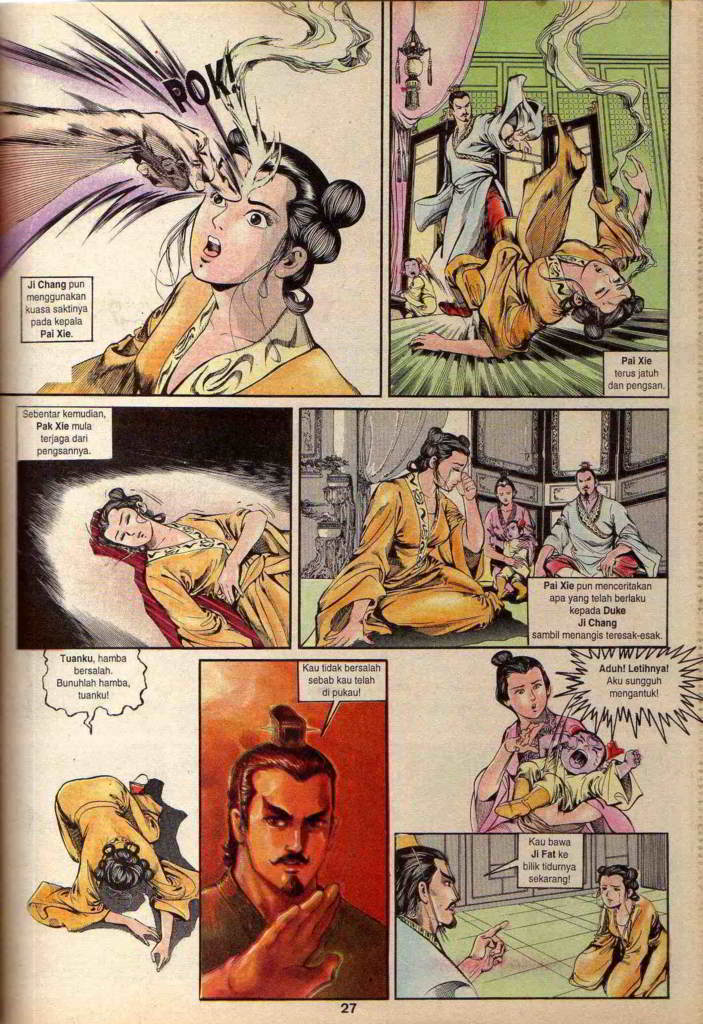 POK!
Ji Chang pun
menggunakan
kuasa saktinya
pada kepala
Pai Xie.
Pai Xie
terus jatuh
dan pengsan.
Sebentar kemudian,
Pak Xie mula
terjaga dari
pengsannya.
Pai Xie pun menceritakan
apa yang telah berlaku
kepada Duke
Ji Chang
sambil menangis teresak-esak.
Tuanku, hamba
bersalah.
Bunuhlah hamba,
tuanku!
Kau tidak bersalah
sebab kau telah
di pukau!
Aduh! Letihnya!
Aku sungguh
mengantuk!
Kau bawa
Ji Fat ke
bilik tidurnya
sekarang!
27